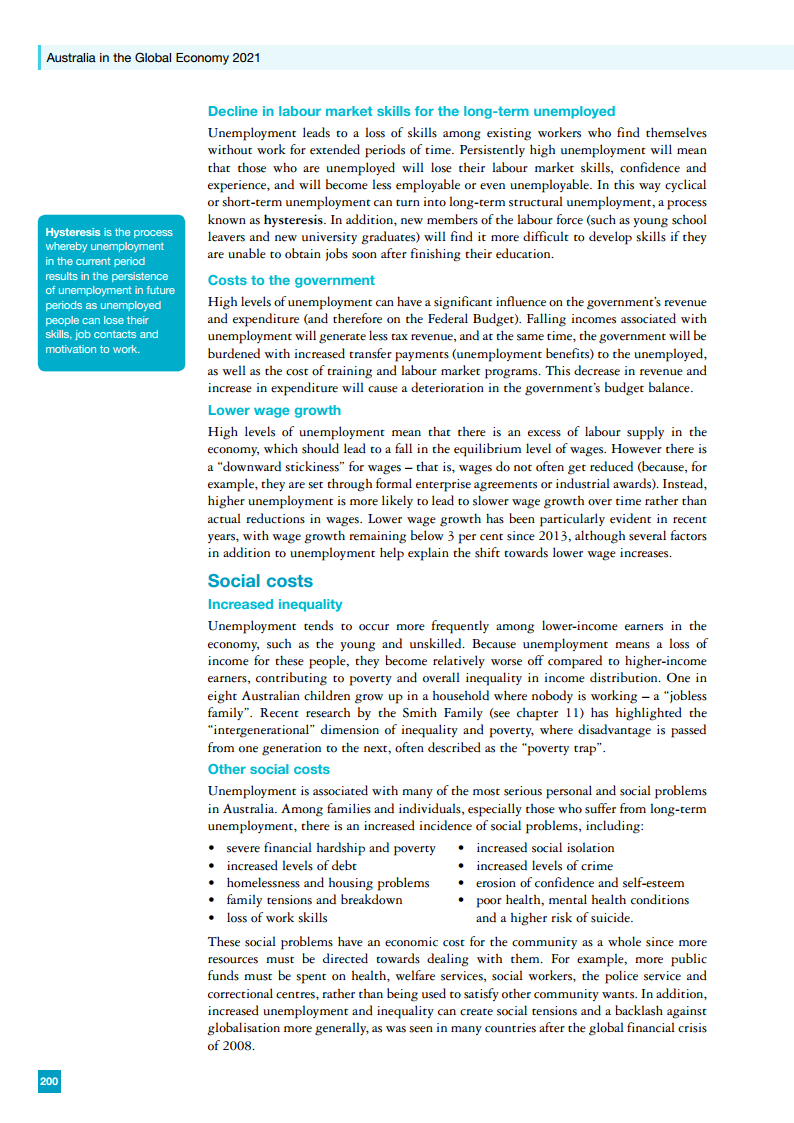 Australia in the Global Economy 2021
Decline in labour market skills for the long-term unemployed
Unemployment leads to a loss of skills among existing workers who find themselves
without work for extended periods of time. Persistently high unemployment will mean
that those who are unemployed will lose their labour market skills, confidence and
experience, and will become less employable or even unemployable. In this way cyclical
or short-term unemployment can turn into long-term structural unemployment, a process
known as hysteresis. In addition, new members of the labour force (such as young school
leavers and new university graduates) will find it more difficult to develop skills if they
are unable to obtain jobs soon after finishing their education.
Hysteresis is the process
whereby unemployment
in the current period
results in the persistence
of unemployment in future
periods as unemployed
people can lose their
skills, job contacts and
motivation to work.
Costs to the government
High levels of unemployment can have a significant influence on the government's revenue
and expenditure (and therefore on the Federal Budget). Falling incomes associated with
unemployment will generate less tax revenue, and at the same time, the government will be
burdened with increased transfer payments (unemployment benefits) to the unemployed,
as well as the cost of training and labour market programs. This decrease in revenue and
increase in expenditure will cause a deterioration in the government's budget balance.
Lower wage growth
High levels of unemployment mean that there is an excess of labour supply in the
economy, which should lead to a fall in the equilibrium level of wages. However there is
a "downward stickiness" for wages – that is, wages do not often get reduced (because, for
example, they are set through formal enterprise agreements or industrial awards). Instead,
higher unemployment is more likely to lead to slower wage growth over time rather than
actual reductions in wages. Lower wage growth has been particularly evident in recent
years, with wage growth remaining below 3 per cent since 2013, although several factors
in addition to unemployment help explain the shift towards lower wage increases.
Social costs
Increased inequality
Unemployment tends to occur more frequently among lower-income earners in the
economy, such as the young and unskilled. Because unemployment means a loss of
income for these people, they become relatively worse off compared to higher-income
earners, contributing to poverty and overall inequality in income distribution. One in
eight Australian children grow up in a household where nobody is working – a "jobless
family". Recent research by the Smith Family (see chapter 11) has highlighted the
"intergenerational" dimension of inequality and poverty, where disadvantage is passed
from one generation to the next, often described as the "poverty trap".
Other social costs
Unemployment is associated with many of the most serious personal and social problems
in Australia. Among families and individuals, especially those who suffer from long-term
unemployment, there is an increased incidence of social problems, including:
• severe financial hardship and poverty
• increased levels of debt
• homelessness and housing problems
• family tensions and breakdown
• loss of work skills
• increased social isolation
• increased levels of crime
• erosion of confidence and self-esteem
• poor health, mental health conditions
and a higher risk of suicide.
These social problems have an economic cost for the community as a whole since more
resources must be directed towards dealing with them. For example, more public
funds must be spent on health, welfare services, social workers, the police service and
correctional centres, rather than being used to satisfy other community wants. In addition,
increased unemployment and inequality can create social tensions and a backlash against
globalisation more generally, as was seen in many countries after the global financial crisis
of 2008.
200